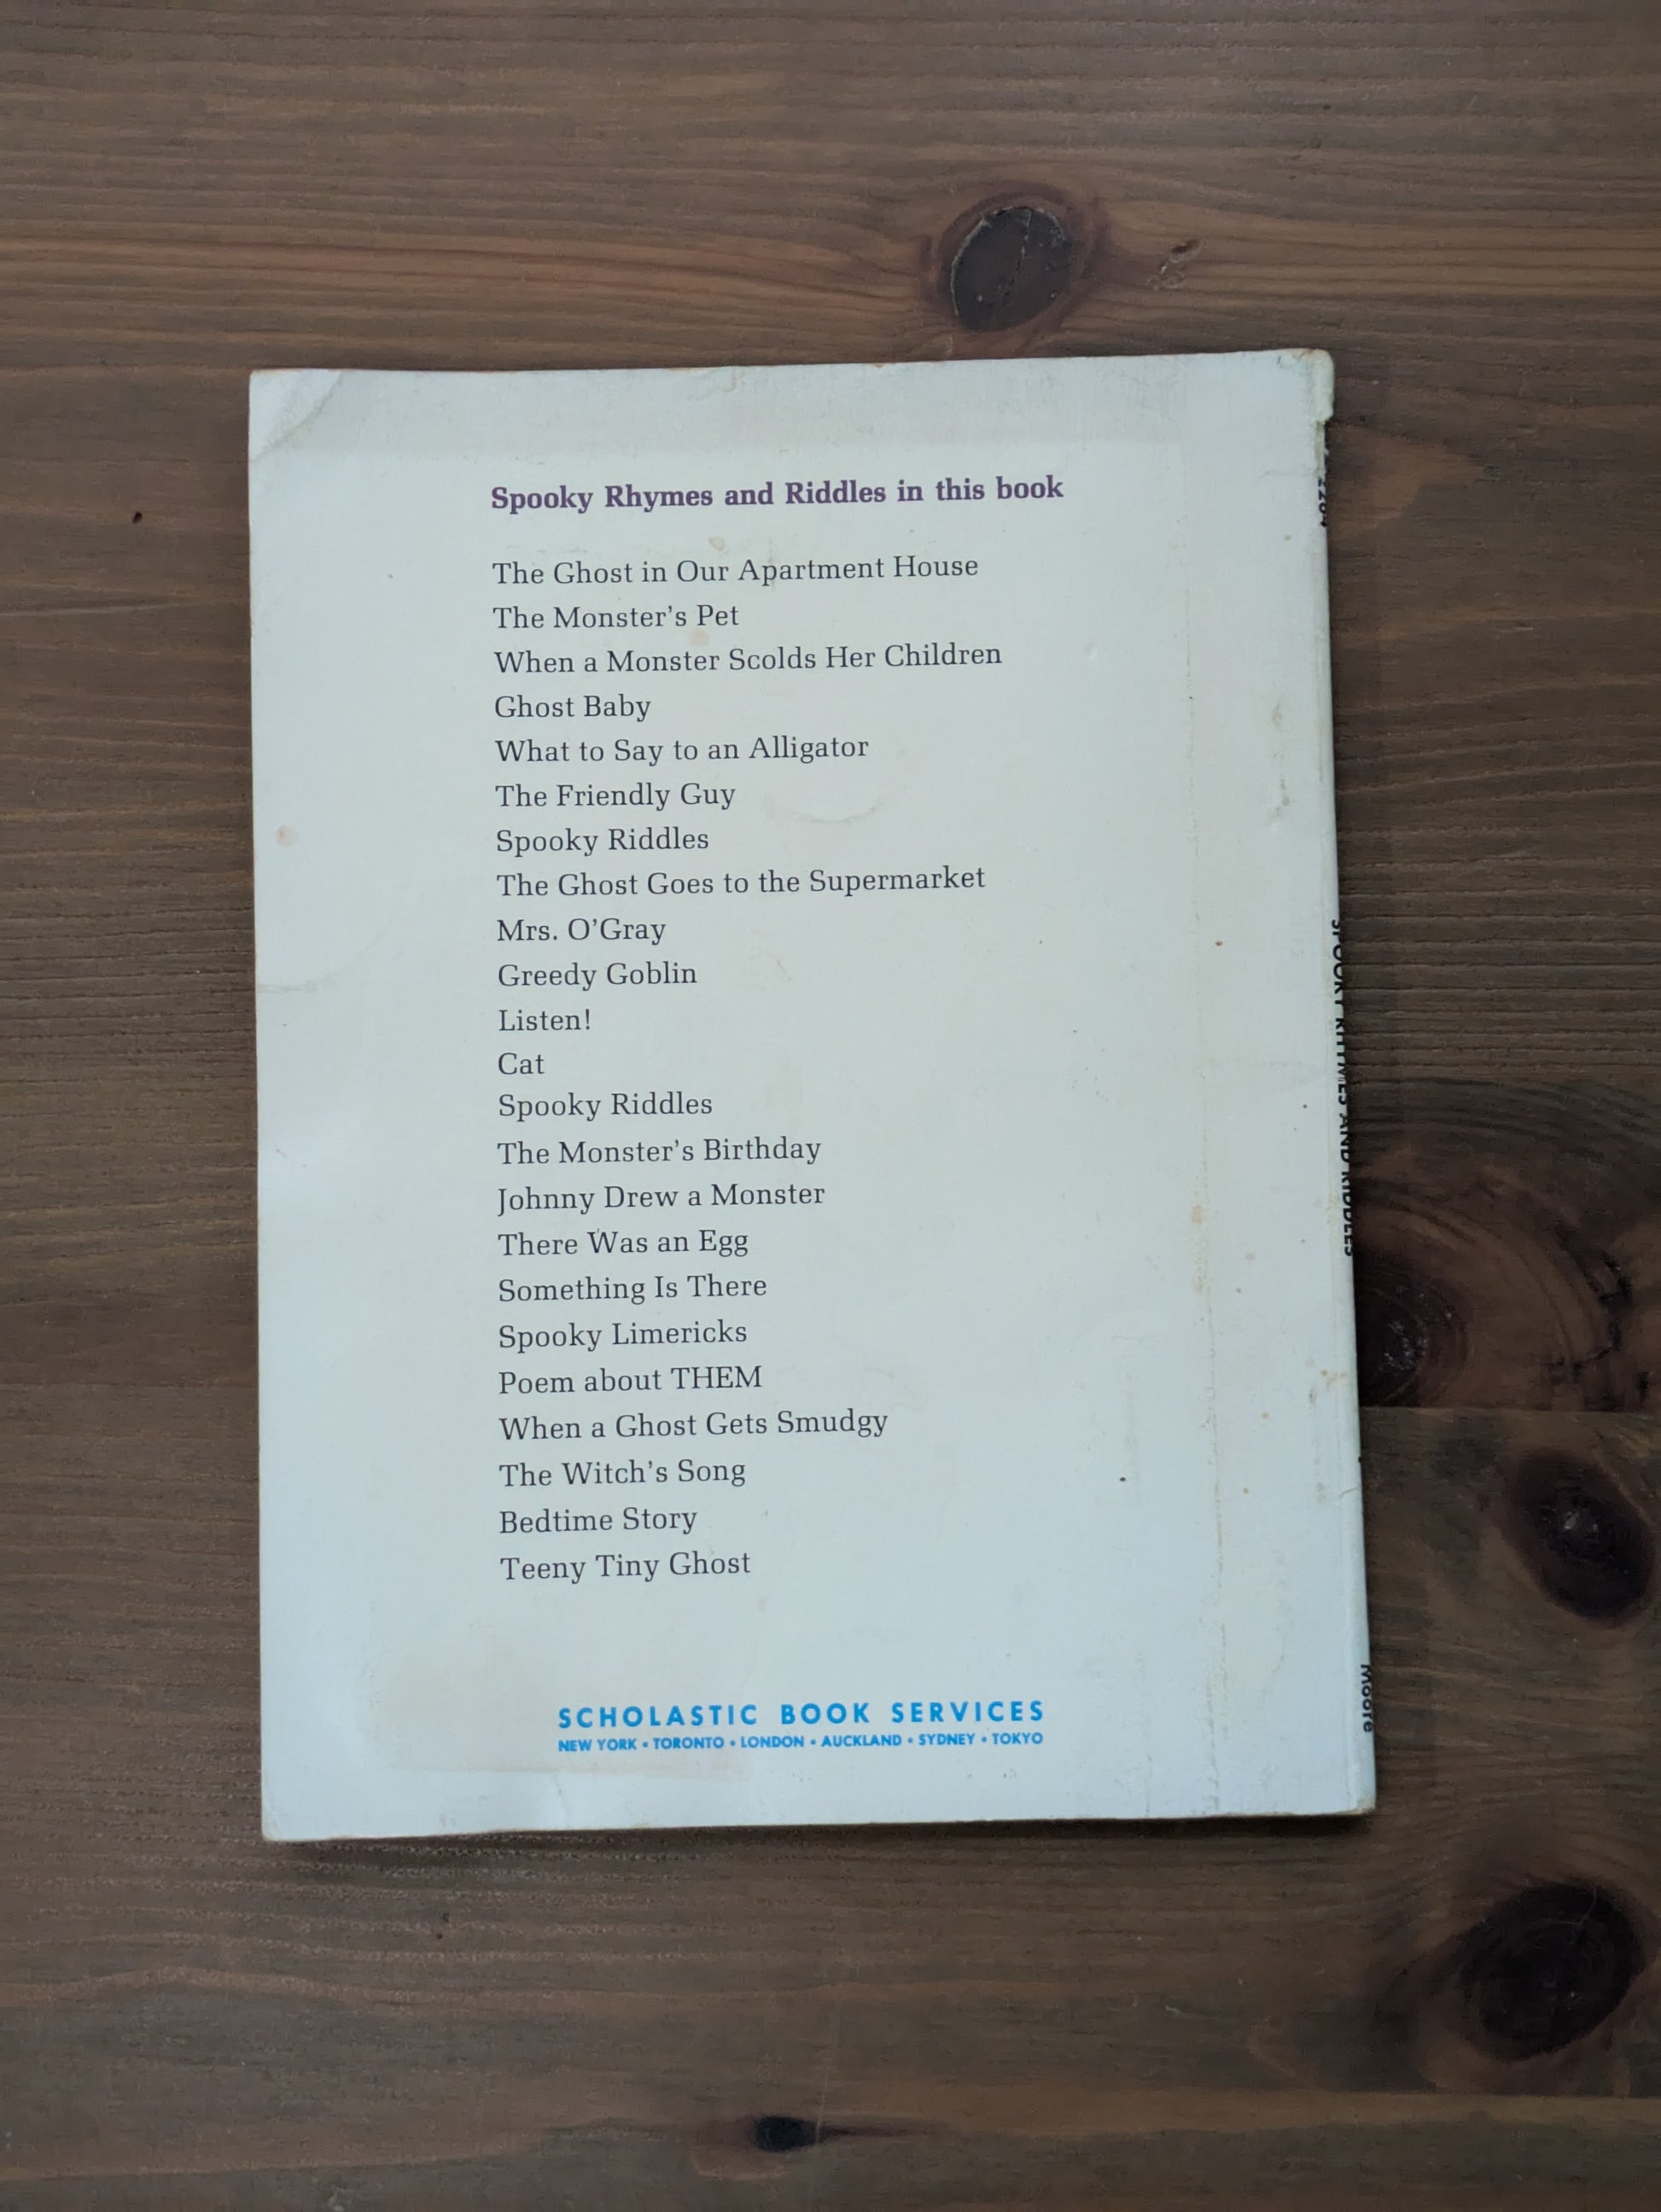 Spooky Rhymes and Riddles in this book
The Ghost in Our Apartment House
The Monster's Pet
When a Monster Scolds Her Children
Ghost Baby
What to Say to an Alligator
The Friendly Guy
Spooky Riddles
The Ghost Goes to the Supermarket
Mrs. O'Gray
Greedy Goblin
Listen!
Cat
Spooky Riddles
The Monster's Birthday
Johnny Drew a Monster
There Was an Egg
Something Is There
Spooky Limericks
Poem about THEM
When a Ghost Gets Smudgy
The Witch's Song
Bedtime Story
Teeny Tiny Ghost
SCHOLASTIC BOOK SERVICES
NEW YORK • TORONTO • LONDON • AUCKLAND • SYDNEY • TOKYO
SPOOKY RHYMES AND RIDDLES
Moore